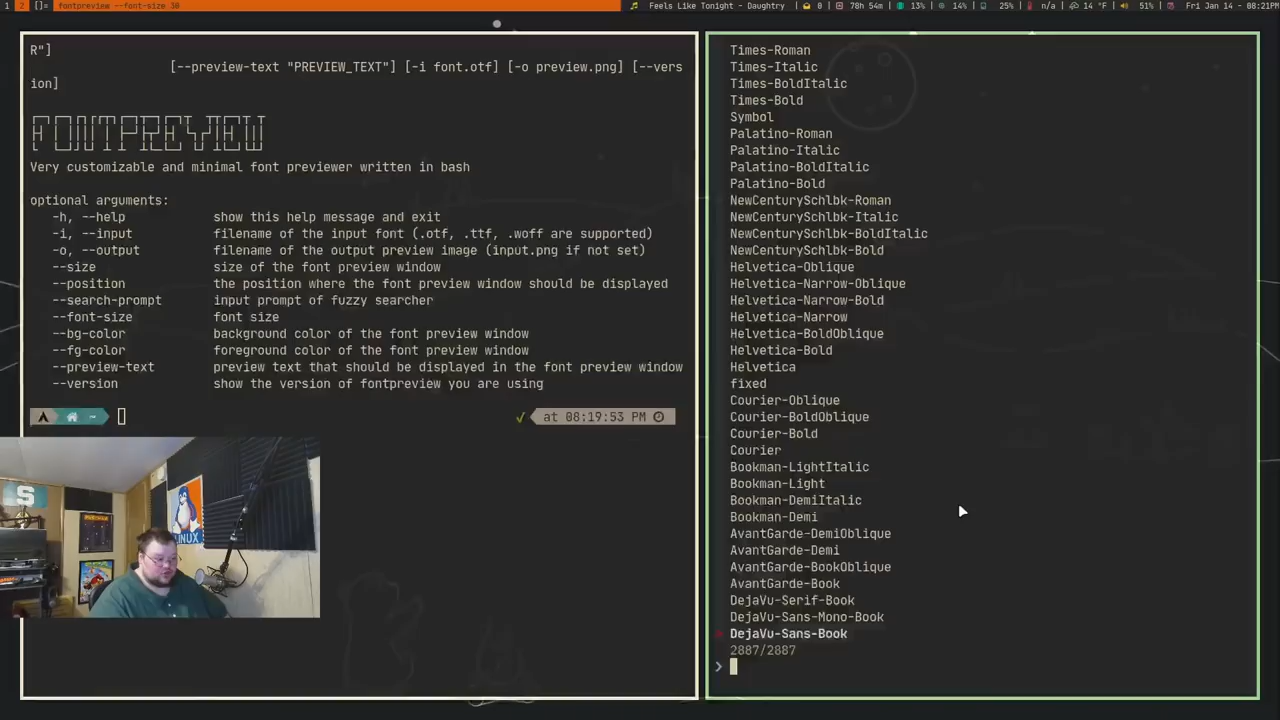 1 2 []= fontpreview --font-size 30
Feels Like Tonight - Daughtry 0 78h 54m 13% 14% 25% n/a 14 °F 51% Fri Jan 14 - 08:21PM
R"]
[--preview-text "PREVIEW_TEXT"] [-i font.otf] [-o preview.png] [--vers
ion]
Very customizable and minimal font previewer written in bash
optional arguments:
-h, --help show this help message and exit
-i, --input filename of the input font (.otf, .ttf, .woff are supported)
-o, --output filename of the output preview image (input.png if not set)
--size size of the font preview window
--position the position where the font preview window should be displayed
--search-prompt input prompt of fuzzy searcher
--font-size font size
--bg-color background color of the font preview window
--fg-color foreground color of the font preview window
--preview-text preview text that should be displayed in the font preview window
--version show the version of fontpreview you are using
~ ✓ at 08:19:53 PM
S
LINUX
Times-Roman
Times-Italic
Times-BoldItalic
Times-Bold
Symbol
Palatino-Roman
Palatino-Italic
Palatino-BoldItalic
Palatino-Bold
NewCenturySchlbk-Roman
NewCenturySchlbk-Italic
NewCenturySchlbk-BoldItalic
NewCenturySchlbk-Bold
Helvetica-Oblique
Helvetica-Narrow-Oblique
Helvetica-Narrow-Bold
Helvetica-Narrow
Helvetica-BoldOblique
Helvetica-Bold
Helvetica
fixed
Courier-Oblique
Courier-BoldOblique
Courier-Bold
Courier
Bookman-LightItalic
Bookman-Light
Bookman-DemiItalic
Bookman-Demi
AvantGarde-DemiOblique
AvantGarde-Demi
AvantGarde-BookOblique
AvantGarde-Book
DejaVu-Serif-Book
DejaVu-Sans-Mono-Book
> DejaVu-Sans-Book
2887/2887
>